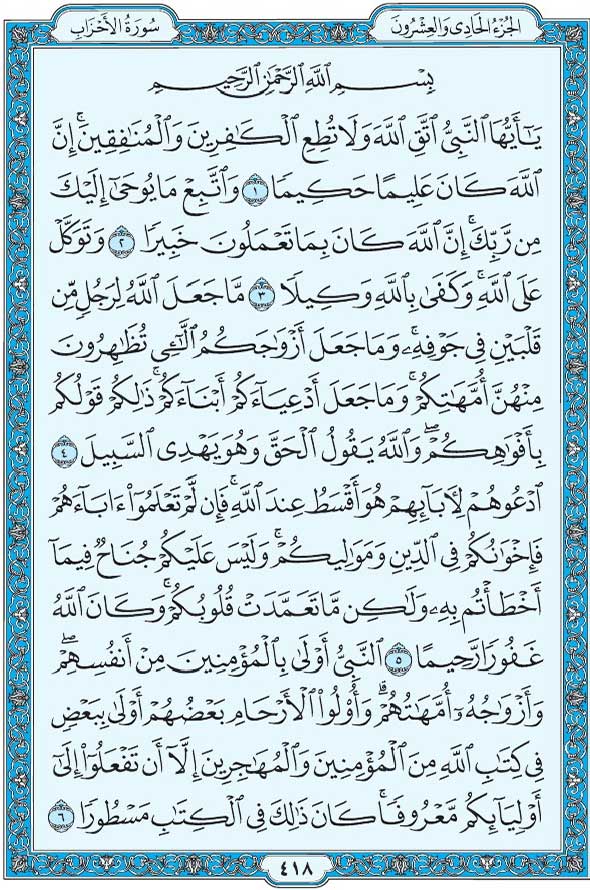 الجزء الحادي والعشرون
سورة الأحزاب
بِسْمِ اللَّهِ الرَّحْمَٰنِ الرَّحِيمِ
يَـٰٓأَيُّهَا ٱلنَّبِيُّ ٱتَّقِ ٱللَّهَ وَلَا تُطِعِ ٱلْكَـٰفِرِينَ وَٱلْمُنَـٰفِقِينَ ۗ إِنَّ
ٱللَّهَ كَانَ عَلِيمًا حَكِيمًا ١ وَٱتَّبِعْ مَا يُوحَىٰٓ إِلَيْكَ
مِن رَّبِّكَ ۚ إِنَّ ٱللَّهَ كَانَ بِمَا تَعْمَلُونَ خَبِيرًا ٢ وَتَوَكَّلْ
عَلَى ٱللَّهِ ۚ وَكَفَىٰ بِٱللَّهِ وَكِيلًا ٣ مَّا جَعَلَ ٱللَّهُ لِرَجُلٍ مِّن
قَلْبَيْنِ فِي جَوْفِهِۦ ۚ وَمَا جَعَلَ أَزْوَٰجَكُمُ ٱلَّـٰٓـِٔي تُظَـٰهِرُونَ
مِنْهُنَّ أُمَّهَـٰتِكُمْ ۚ وَمَا جَعَلَ أَدْعِيَآءَكُمْ أَبْنَآءَكُمْ ۚ ذَٰلِكُمْ قَوْلُكُم
بِأَفْوَٰهِكُمْ ۖ وَٱللَّهُ يَقُولُ ٱلْحَقَّ وَهُوَ يَهْدِي ٱلسَّبِيلَ ٤
ٱدْعُوهُمْ لِـَٔابَآئِهِمْ هُوَ أَقْسَطُ عِندَ ٱللَّهِ ۚ فَإِن لَّمْ تَعْلَمُوٓا۟ ءَابَآءَهُمْ
فَإِخْوَٰنُكُمْ فِي ٱلدِّينِ وَمَوَٰلِيكُمْ ۚ وَلَيْسَ عَلَيْكُمْ جُنَاحٌ فِيمَآ
أَخْطَأْتُم بِهِۦ وَلَـٰكِن مَّا تَعَمَّدَتْ قُلُوبُكُمْ ۚ وَكَانَ ٱللَّهُ
غَفُورًا رَّحِيمًا ٥ ٱلنَّبِيُّ أَوْلَىٰ بِٱلْمُؤْمِنِينَ مِنْ أَنفُسِهِمْ ۖ
وَأَزْوَٰجُهُۥٓ أُمَّهَـٰتُهُمْ ۗ وَأُو۟لُوا۟ ٱلْأَرْحَامِ بَعْضُهُمْ أَوْلَىٰ بِبَعْضٍ
فِي كِتَـٰبِ ٱللَّهِ مِنَ ٱلْمُؤْمِنِينَ وَٱلْمُهَـٰجِرِينَ إِلَّآ أَن تَفْعَلُوٓا۟ إِلَىٰٓ
أَوْلِيَآئِكُم مَّعْرُوفًا ۚ كَانَ ذَٰلِكَ فِي ٱلْكِتَـٰبِ مَسْطُورًا ٦
٤١٨